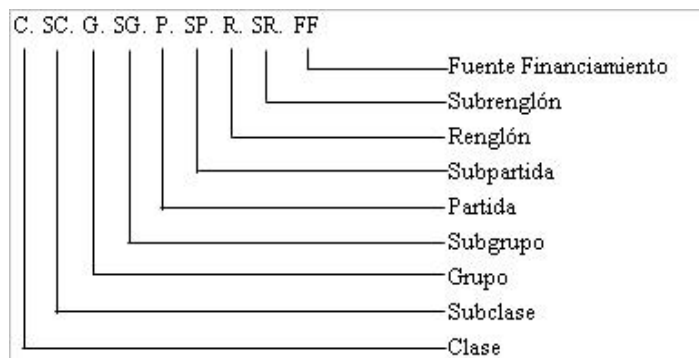 C. SC. G. SG. P. SP. R. SR. FF
Fuente Financiamiento
Subrenglón
Renglón
Subpartida
Partida
Subgrupo
Grupo
Subclase
Clase